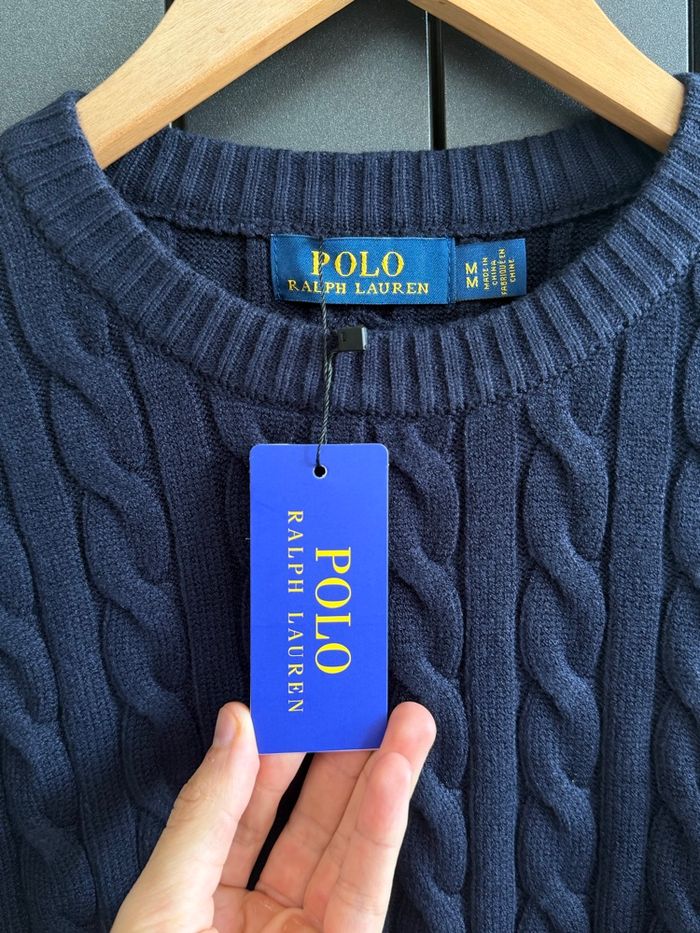 POLO
RALPH LAUREN
M
M
MADE IN
CHINA
FABRIQUÉ EN
CHINE
POLO
RALPH LAUREN